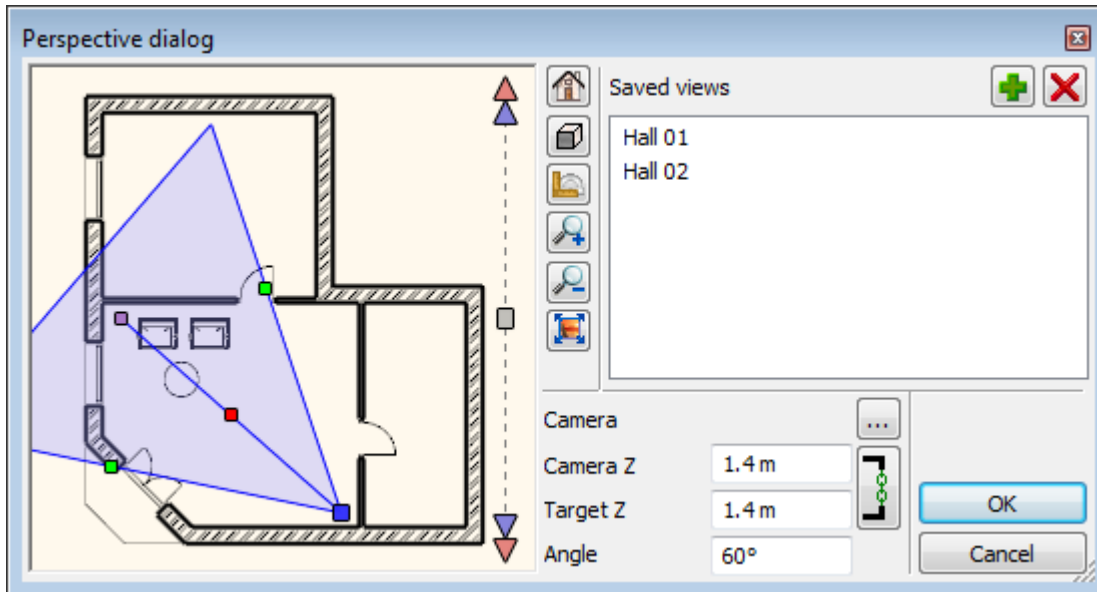 Perspective dialog
Saved views
Hall 01
Hall 02
Camera
...
Camera Z
1.4 m
Target Z
1.4 m
Angle
60°
OK
Cancel